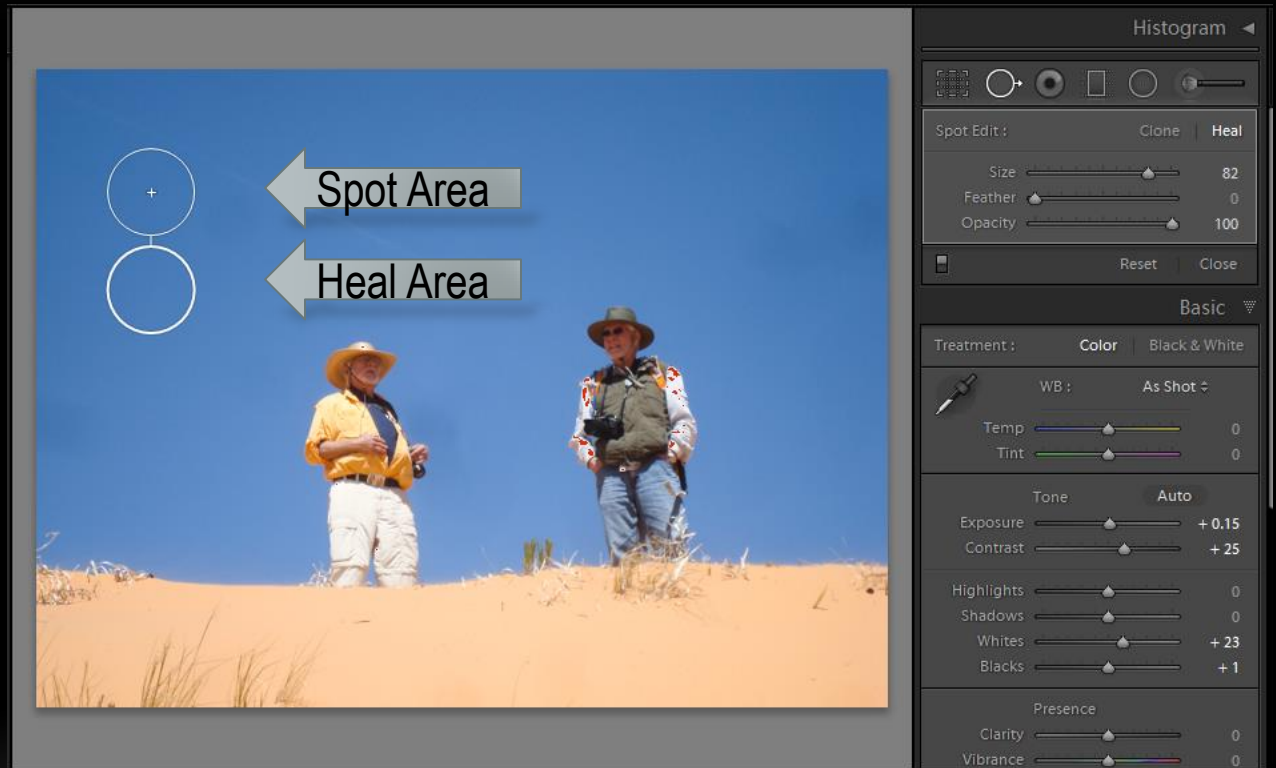 Histogram
Spot Edit : Clone Heal
Size 82
Feather 0
Opacity 100
Reset Close
Basic
Treatment : Color Black & White
WB : As Shot
Temp 0
Tint 0
Tone Auto
Exposure + 0.15
Contrast + 25
Highlights 0
Shadows 0
Whites + 23
Blacks + 1
Presence
Clarity 0
Vibrance 0
Spot Area
Heal Area